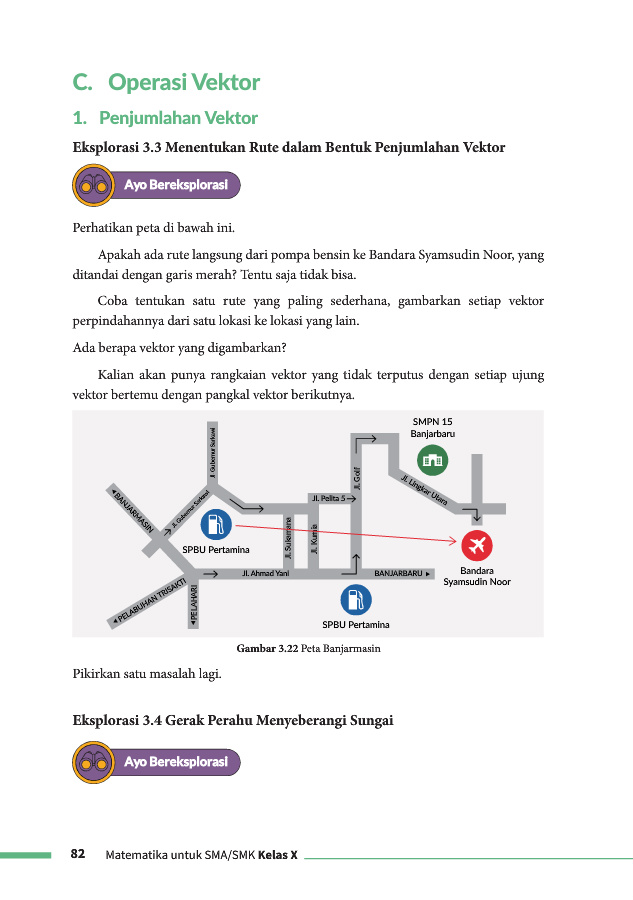 C. Operasi Vektor
1. Penjumlahan Vektor
Eksplorasi 3.3 Menentukan Rute dalam Bentuk Penjumlahan Vektor
Ayo Bereksplorasi
Perhatikan peta di bawah ini.
Apakah ada rute langsung dari pompa bensin ke Bandara Syamsudin Noor, yang
ditandai dengan garis merah? Tentu saja tidak bisa.
Coba tentukan satu rute yang paling sederhana, gambarkan setiap vektor
perpindahannya dari satu lokasi ke lokasi yang lain.
Ada berapa vektor yang digambarkan?
Kalian akan punya rangkaian vektor yang tidak terputus dengan setiap ujung
vektor bertemu dengan pangkal vektor berikutnya.
SMPN 15
Banjarbaru
Jl. Gubernur Sarkawi
Jl. Golf
Jl. Lingkar Utara
Jl. Gubernur Sarkawi
Jl. Pelita 5
BANJARMASIN
SPBU Pertamina
Jl. Sukamana
Jl. Kurnia
Bandara
Syamsudin Noor
Jl. Ahmad Yani
BANJARBARU
PELABUHAN TRISAKTI
PELAHARI
SPBU Pertamina
Gambar 3.22 Peta Banjarmasin
Pikirkan satu masalah lagi.
Eksplorasi 3.4 Gerak Perahu Menyeberangi Sungai
Ayo Bereksplorasi
82 Matematika untuk SMA/SMK Kelas X